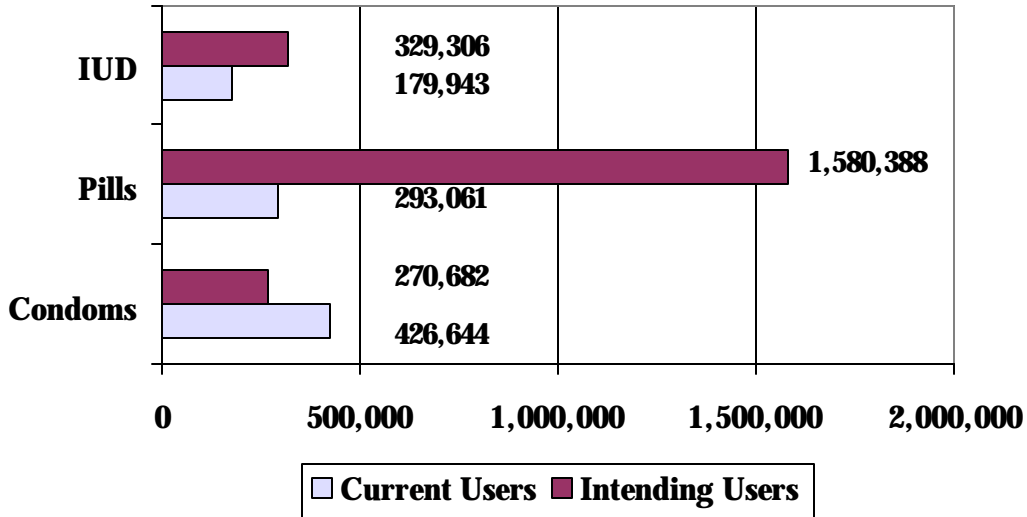 IUD
329,306
179,943
Pills
1,580,388
293,061
Condoms
270,682
426,644
0 500,000 1,000,000 1,500,000 2,000,000
Current Users Intending Users